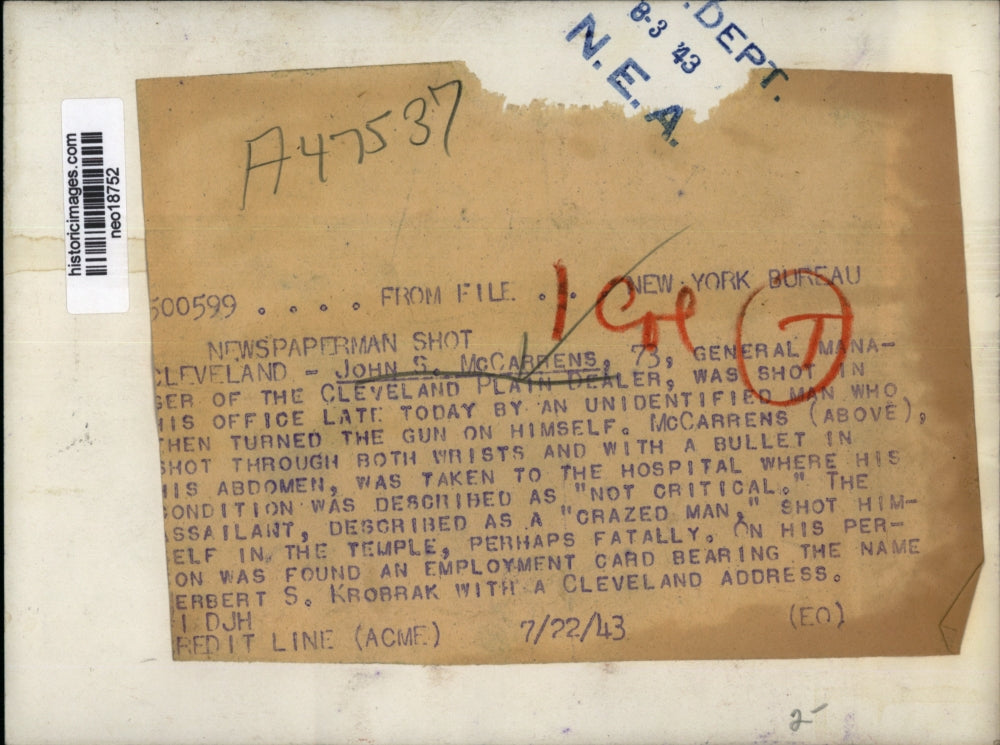 . DEPT.
8-3 '43
N. E. A.
historicimages.com
neo18752
A47537
500599 . . . . FROM FILE . . . NEW YORK BUREAU
1 Col
T
NEWSPAPERMAN SHOT
CLEVELAND - JOHN S. McCARRENS, 73, GENERAL MANA-
GER OF THE CLEVELAND PLAIN DEALER, WAS SHOT IN
HIS OFFICE LATE TODAY BY AN UNIDENTIFIED MAN WHO
THEN TURNED THE GUN ON HIMSELF. McCARRENS (ABOVE),
SHOT THROUGH BOTH WRISTS AND WITH A BULLET IN
HIS ABDOMEN, WAS TAKEN TO THE HOSPITAL WHERE HIS
CONDITION WAS DESCRIBED AS "NOT CRITICAL." THE
ASSAILANT, DESCRIBED AS A "CRAZED MAN," SHOT HIM-
ELF IN THE TEMPLE, PERHAPS FATALLY. ON HIS PER-
ON WAS FOUND AN EMPLOYMENT CARD BEARING THE NAME
ERBERT S. KROBRAK WITH A CLEVELAND ADDRESS.
1 DJH
REDIT LINE (ACME) 7/22/43 (EO)
2-